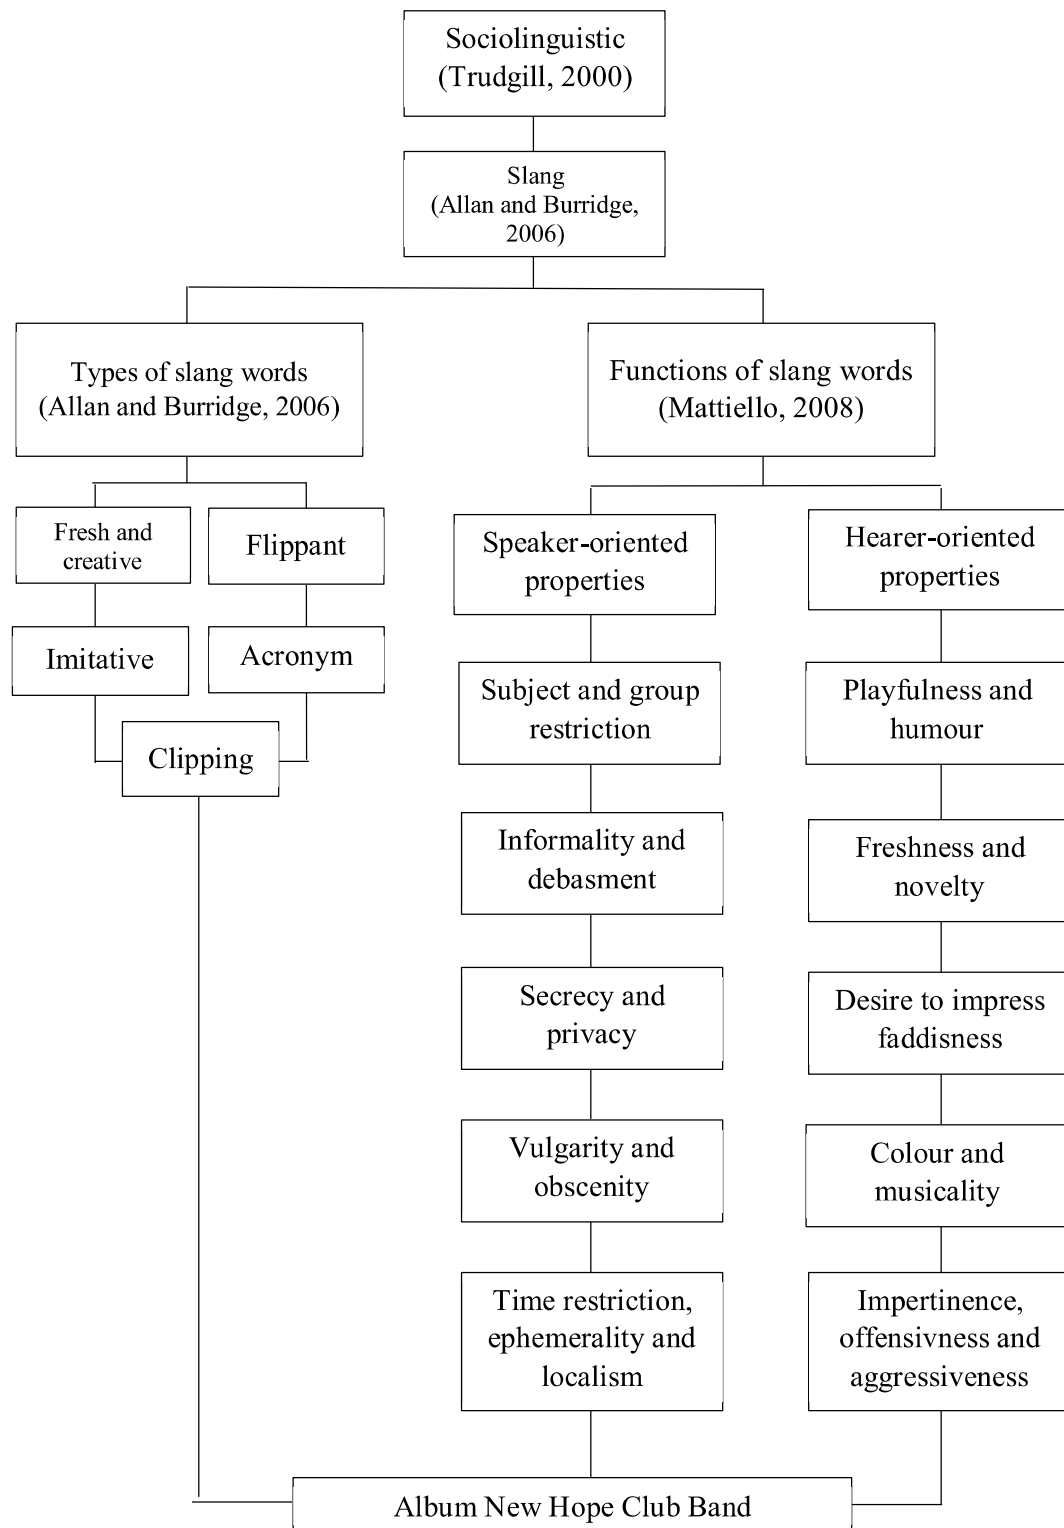 Sociolinguistic
(Trudgill, 2000)
Slang
(Allan and Burridge,
2006)
Types of slang words
(Allan and Burridge, 2006)
Functions of slang words
(Mattiello, 2008)
Fresh and
creative
Flippant
Imitative
Acronym
Clipping
Speaker-oriented
properties
Subject and group
restriction
Informality and
debasment
Secrecy and
privacy
Vulgarity and
obscenity
Time restriction,
ephemerality and
localism
Hearer-oriented
properties
Playfulness and
humour
Freshness and
novelty
Desire to impress
faddisness
Colour and
musicality
Impertinence,
offensivness and
aggressiveness
Album New Hope Club Band